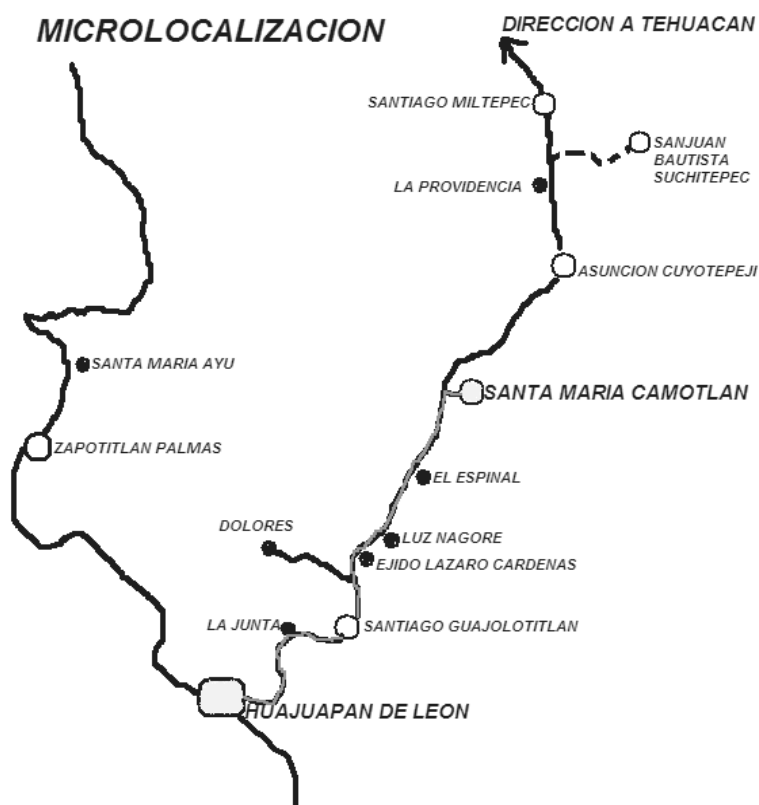 MICROLOCALIZACION
DIRECCION A TEHUACAN
SANTIAGO MILTEPEC
SANJUAN
BAUTISTA
SUCHITEPEC
LA PROVIDENCIA
ASUNCION CUYOTEPEJI
SANTA MARIA AYU
SANTA MARIA CAMOTLAN
ZAPOTITLAN PALMAS
EL ESPINAL
DOLORES
LUZ NAGORE
EJIDO LAZARO CARDENAS
LA JUNTA
SANTIAGO GUAJOLOTITLAN
HUAJUAPAN DE LEON